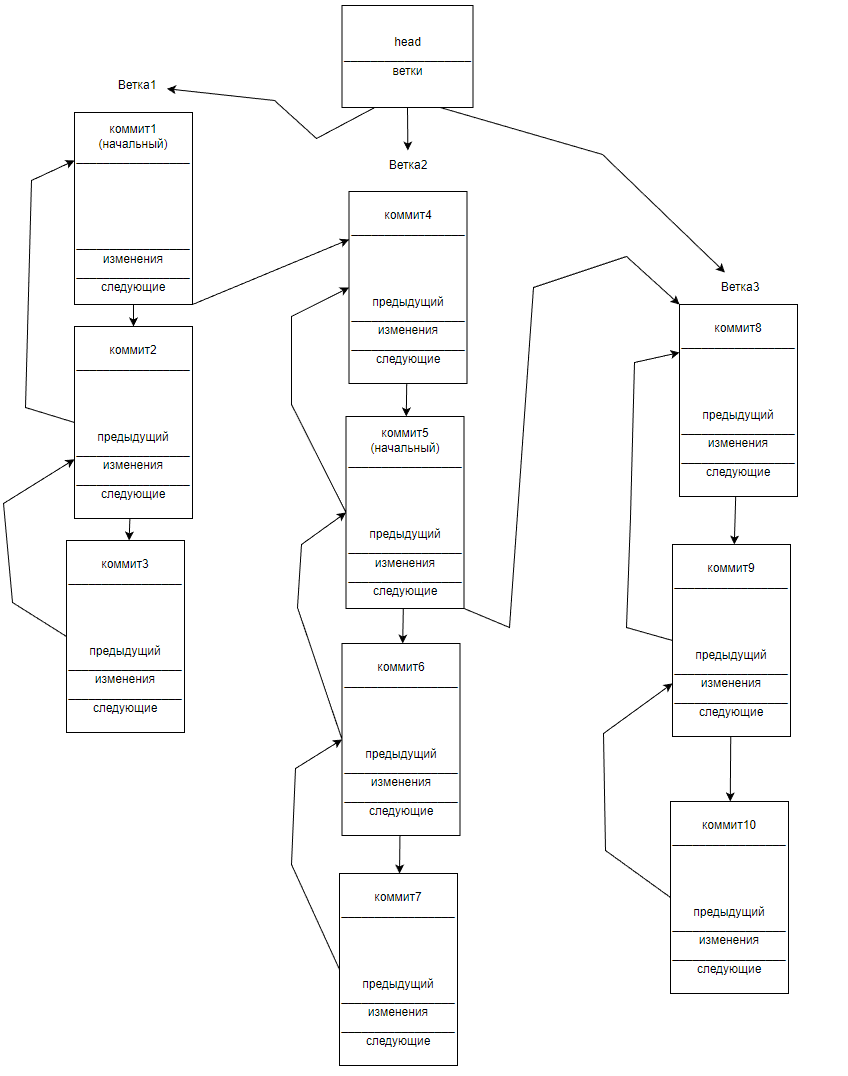 head
ветки
Ветка1
коммит1
(начальный)
изменения
следующие
коммит2
предыдущий
изменения
следующие
коммит3
предыдущий
изменения
следующие
Ветка2
коммит4
предыдущий
изменения
следующие
коммит5
(начальный)
предыдущий
изменения
следующие
коммит6
предыдущий
изменения
следующие
коммит7
предыдущий
изменения
следующие
Ветка3
коммит8
предыдущий
изменения
следующие
коммит9
предыдущий
изменения
следующие
коммит10
предыдущий
изменения
следующие